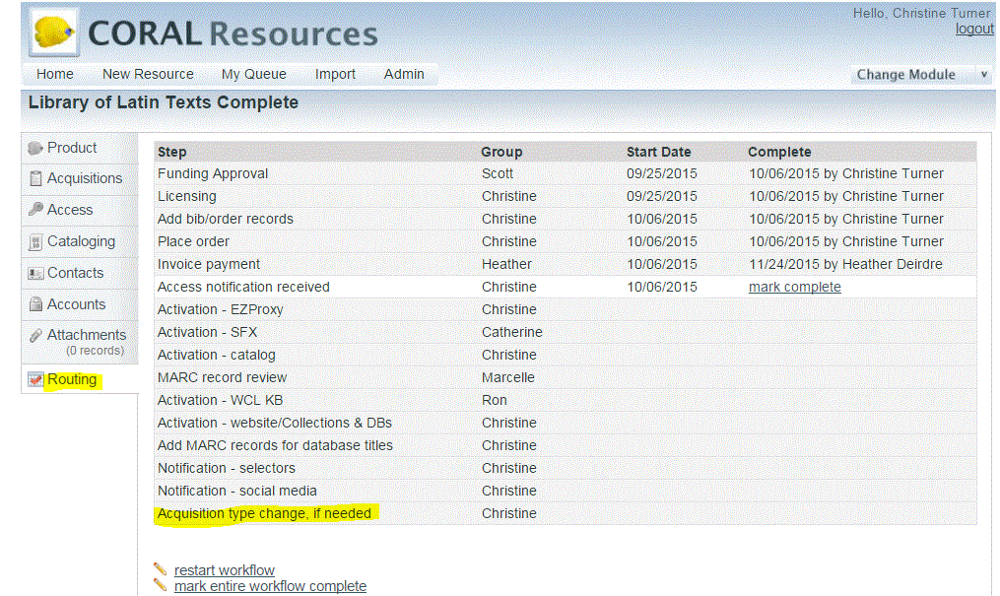 Hello, Christine Turner
logout
CORAL Resources
Home New Resource My Queue Import Admin
Change Module v
Library of Latin Texts Complete
Product
Acquisitions
Access
Cataloging
Contacts
Accounts
Attachments
(0 records)
Routing
Step Group Start Date Complete
Funding Approval Scott 09/25/2015 10/06/2015 by Christine Turner
Licensing Christine 09/25/2015 10/06/2015 by Christine Turner
Add bib/order records Christine 10/06/2015 10/06/2015 by Christine Turner
Place order Christine 10/06/2015 10/06/2015 by Christine Turner
Invoice payment Heather 10/06/2015 11/24/2015 by Heather Deirdre
Access notification received Christine 10/06/2015 mark complete
Activation - EZProxy Christine
Activation - SFX Catherine
Activation - catalog Christine
MARC record review Marcelle
Activation - WCL KB Ron
Activation - website/Collections & DBs Christine
Add MARC records for database titles Christine
Notification - selectors Christine
Notification - social media Christine
Acquisition type change, if needed Christine
restart workflow
mark entire workflow complete